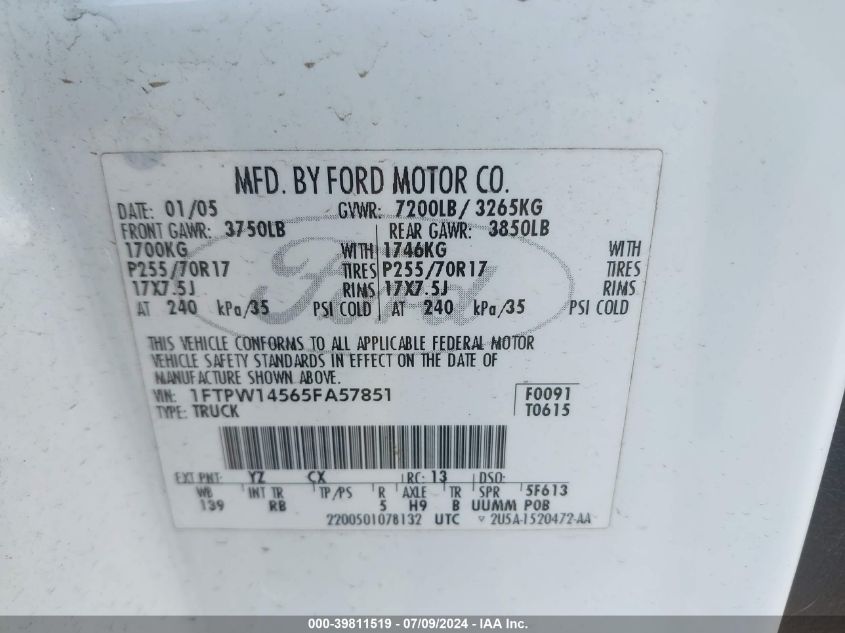 MFD. BY FORD MOTOR CO.
DATE: 01/05 GVWR: 7200LB/ 3265KG
FRONT GAWR: 3750LB REAR GAWR: 3850LB
1700KG WITH 1746KG WITH
P255/70R17 TIRES P255/70R17 TIRES
17X7.5J RIMS 17X7.5J RIMS
AT 240 kPa/35 PSI COLD AT 240 kPa/35 PSI COLD
Ford
THIS VEHICLE CONFORMS TO ALL APPLICABLE FEDERAL MOTOR
VEHICLE SAFETY STANDARDS IN EFFECT ON THE DATE OF
MANUFACTURE SHOWN ABOVE.
VIN: 1FTPW14565FA57851 F0091
TYPE: TRUCK T0615
EXT PNT: YZ CX RC: 13 DSO:
WB INT TR TP/PS R AXLE TR SPR 5F613
139 RB 5 H9 B UUMM POB
2200501078132 UTC 2U5A-1520472-AA
000-39811519 - 07/09/2024 - IAA Inc.